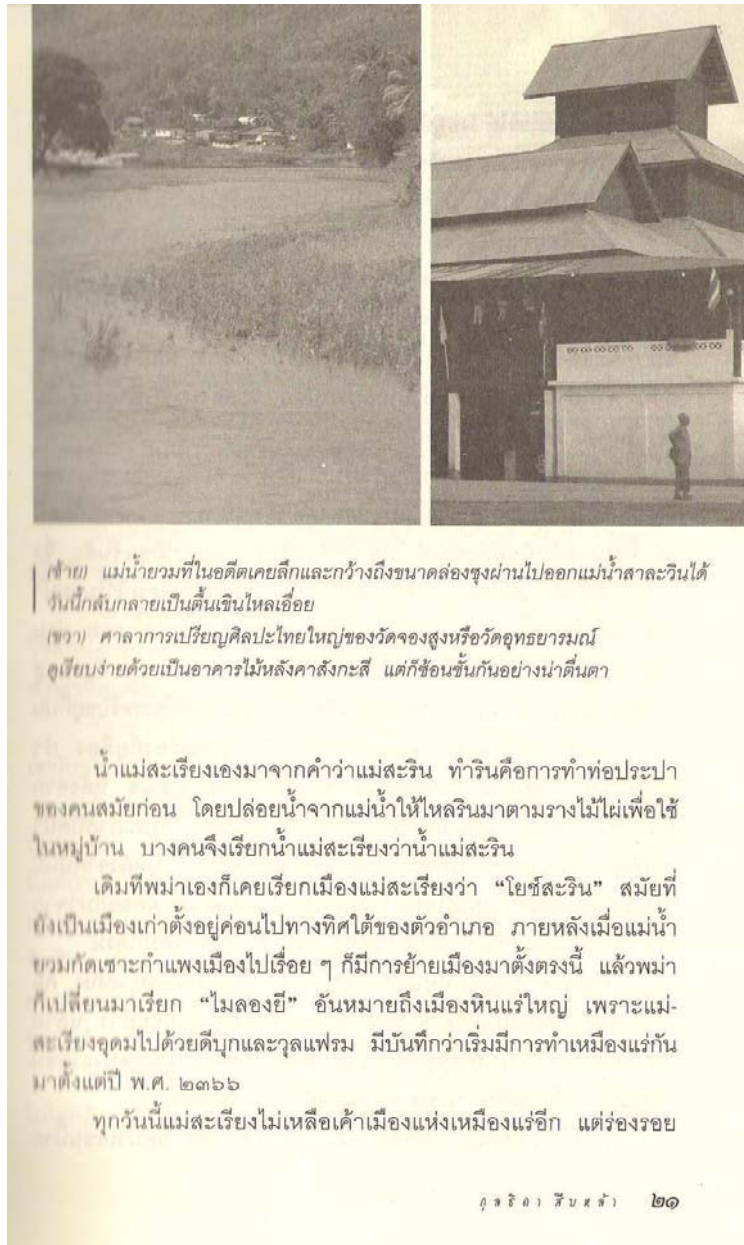 (ซ้าย) แม่น้ำยวมที่ในอดีตเคยลึกและกว้างถึงขนาดล่องซุงผ่านไปออกแม่น้ำสาละวินได้
วันนี้กลับกลายเป็นตื้นเขินไหลเอื่อย
(ขวา) ศาลาการเปรียญศิลปะไทยใหญ่ของวัดจองสูงหรือวัดอุทธยารมณ์
ดูเรียบง่ายด้วยเป็นอาคารไม้หลังคาสังกะสี แต่ก็ซ้อนชั้นกันอย่างน่าตื่นตา
น้ำแม่สะเรียงเองมาจากคำว่าแม่สะริน ทำรินคือการทำท่อประปา
ของคนสมัยก่อน โดยปล่อยน้ำจากแม่น้ำให้ไหลรินมาตามรางไม้ไผ่เพื่อใช้
ในหมู่บ้าน บางคนจึงเรียกน้ำแม่สะเรียงว่าน้ำแม่สะริน
เดิมทีพม่าเองก็เคยเรียกเมืองแม่สะเรียงว่า “โยช์สะริน” สมัยที่
ยังเป็นเมืองเก่าตั้งอยู่ค่อนไปทางทิศใต้ของตัวอำเภอ ภายหลังเมื่อแม่น้ำ
ยวมกัดเซาะกำแพงเมืองไปเรื่อย ๆ ก็มีการย้ายเมืองมาตั้งตรงนี้ แล้วพม่า
ก็เปลี่ยนมาเรียก “ไมลองยี” อันหมายถึงเมืองหินแร่ใหญ่ เพราะแม่-
สะเรียงอุดมไปด้วยดีบุกและวุลแฟรม มีบันทึกว่าเริ่มมีการทำเหมืองแร่กัน
มาตั้งแต่ปี พ.ศ. ๒๓๖๖
ทุกวันนี้แม่สะเรียงไม่เหลือเค้าเมืองแห่งเหมืองแร่อีก แต่ร่องรอย
กุลธิดา สืบหล้า ๒๑